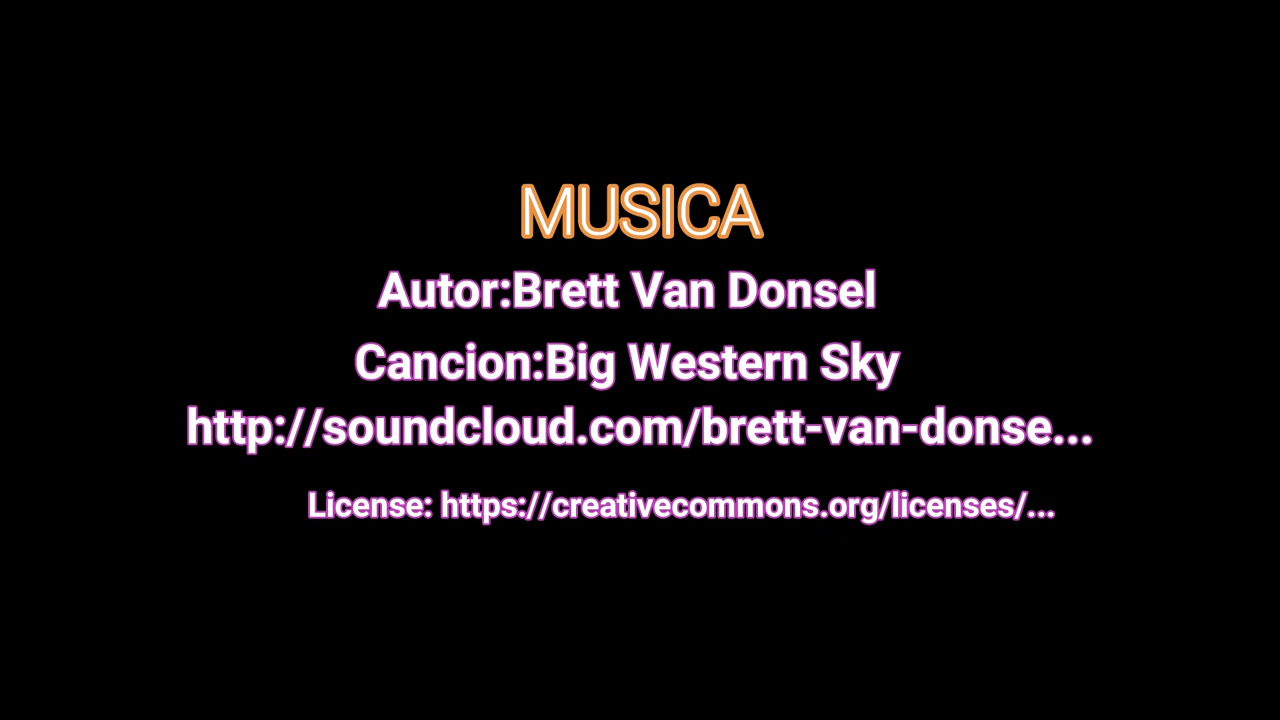 MUSICA
Autor:Brett Van Donsel
Cancion:Big Western Sky
http://soundcloud.com/brett-van-donse...
License: https://creativecommons.org/licenses/...